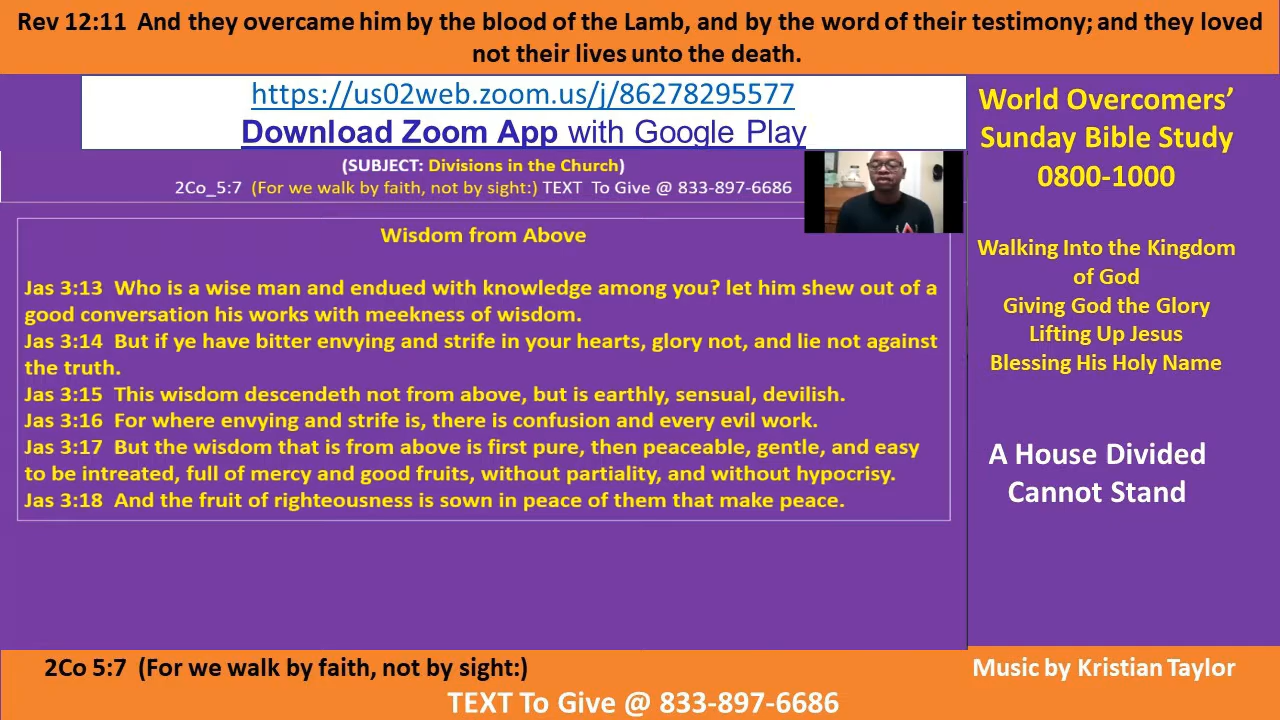 Rev 12:11  And they overcame him by the blood of the Lamb, and by the word of their testimony; and they loved
not their lives unto the death.
https://us02web.zoom.us/j/86278295577
Download Zoom App with Google Play
(SUBJECT: Divisions in the Church)
2Co_5:7  (For we walk by faith, not by sight:) TEXT  To Give @ 833-897-6686
Wisdom from Above
Jas 3:13  Who is a wise man and endued with knowledge among you? let him shew out of a
good conversation his works with meekness of wisdom.
Jas 3:14  But if ye have bitter envying and strife in your hearts, glory not, and lie not against
the truth.
Jas 3:15  This wisdom descendeth not from above, but is earthly, sensual, devilish.
Jas 3:16  For where envying and strife is, there is confusion and every evil work.
Jas 3:17  But the wisdom that is from above is first pure, then peaceable, gentle, and easy
to be intreated, full of mercy and good fruits, without partiality, and without hypocrisy.
Jas 3:18  And the fruit of righteousness is sown in peace of them that make peace.
World Overcomers’
Sunday Bible Study
0800-1000
Walking Into the Kingdom
of God
Giving God the Glory
Lifting Up Jesus
Blessing His Holy Name
A House Divided
Cannot Stand
2Co 5:7  (For we walk by faith, not by sight:)
Music by Kristian Taylor
TEXT To Give @ 833-897-6686